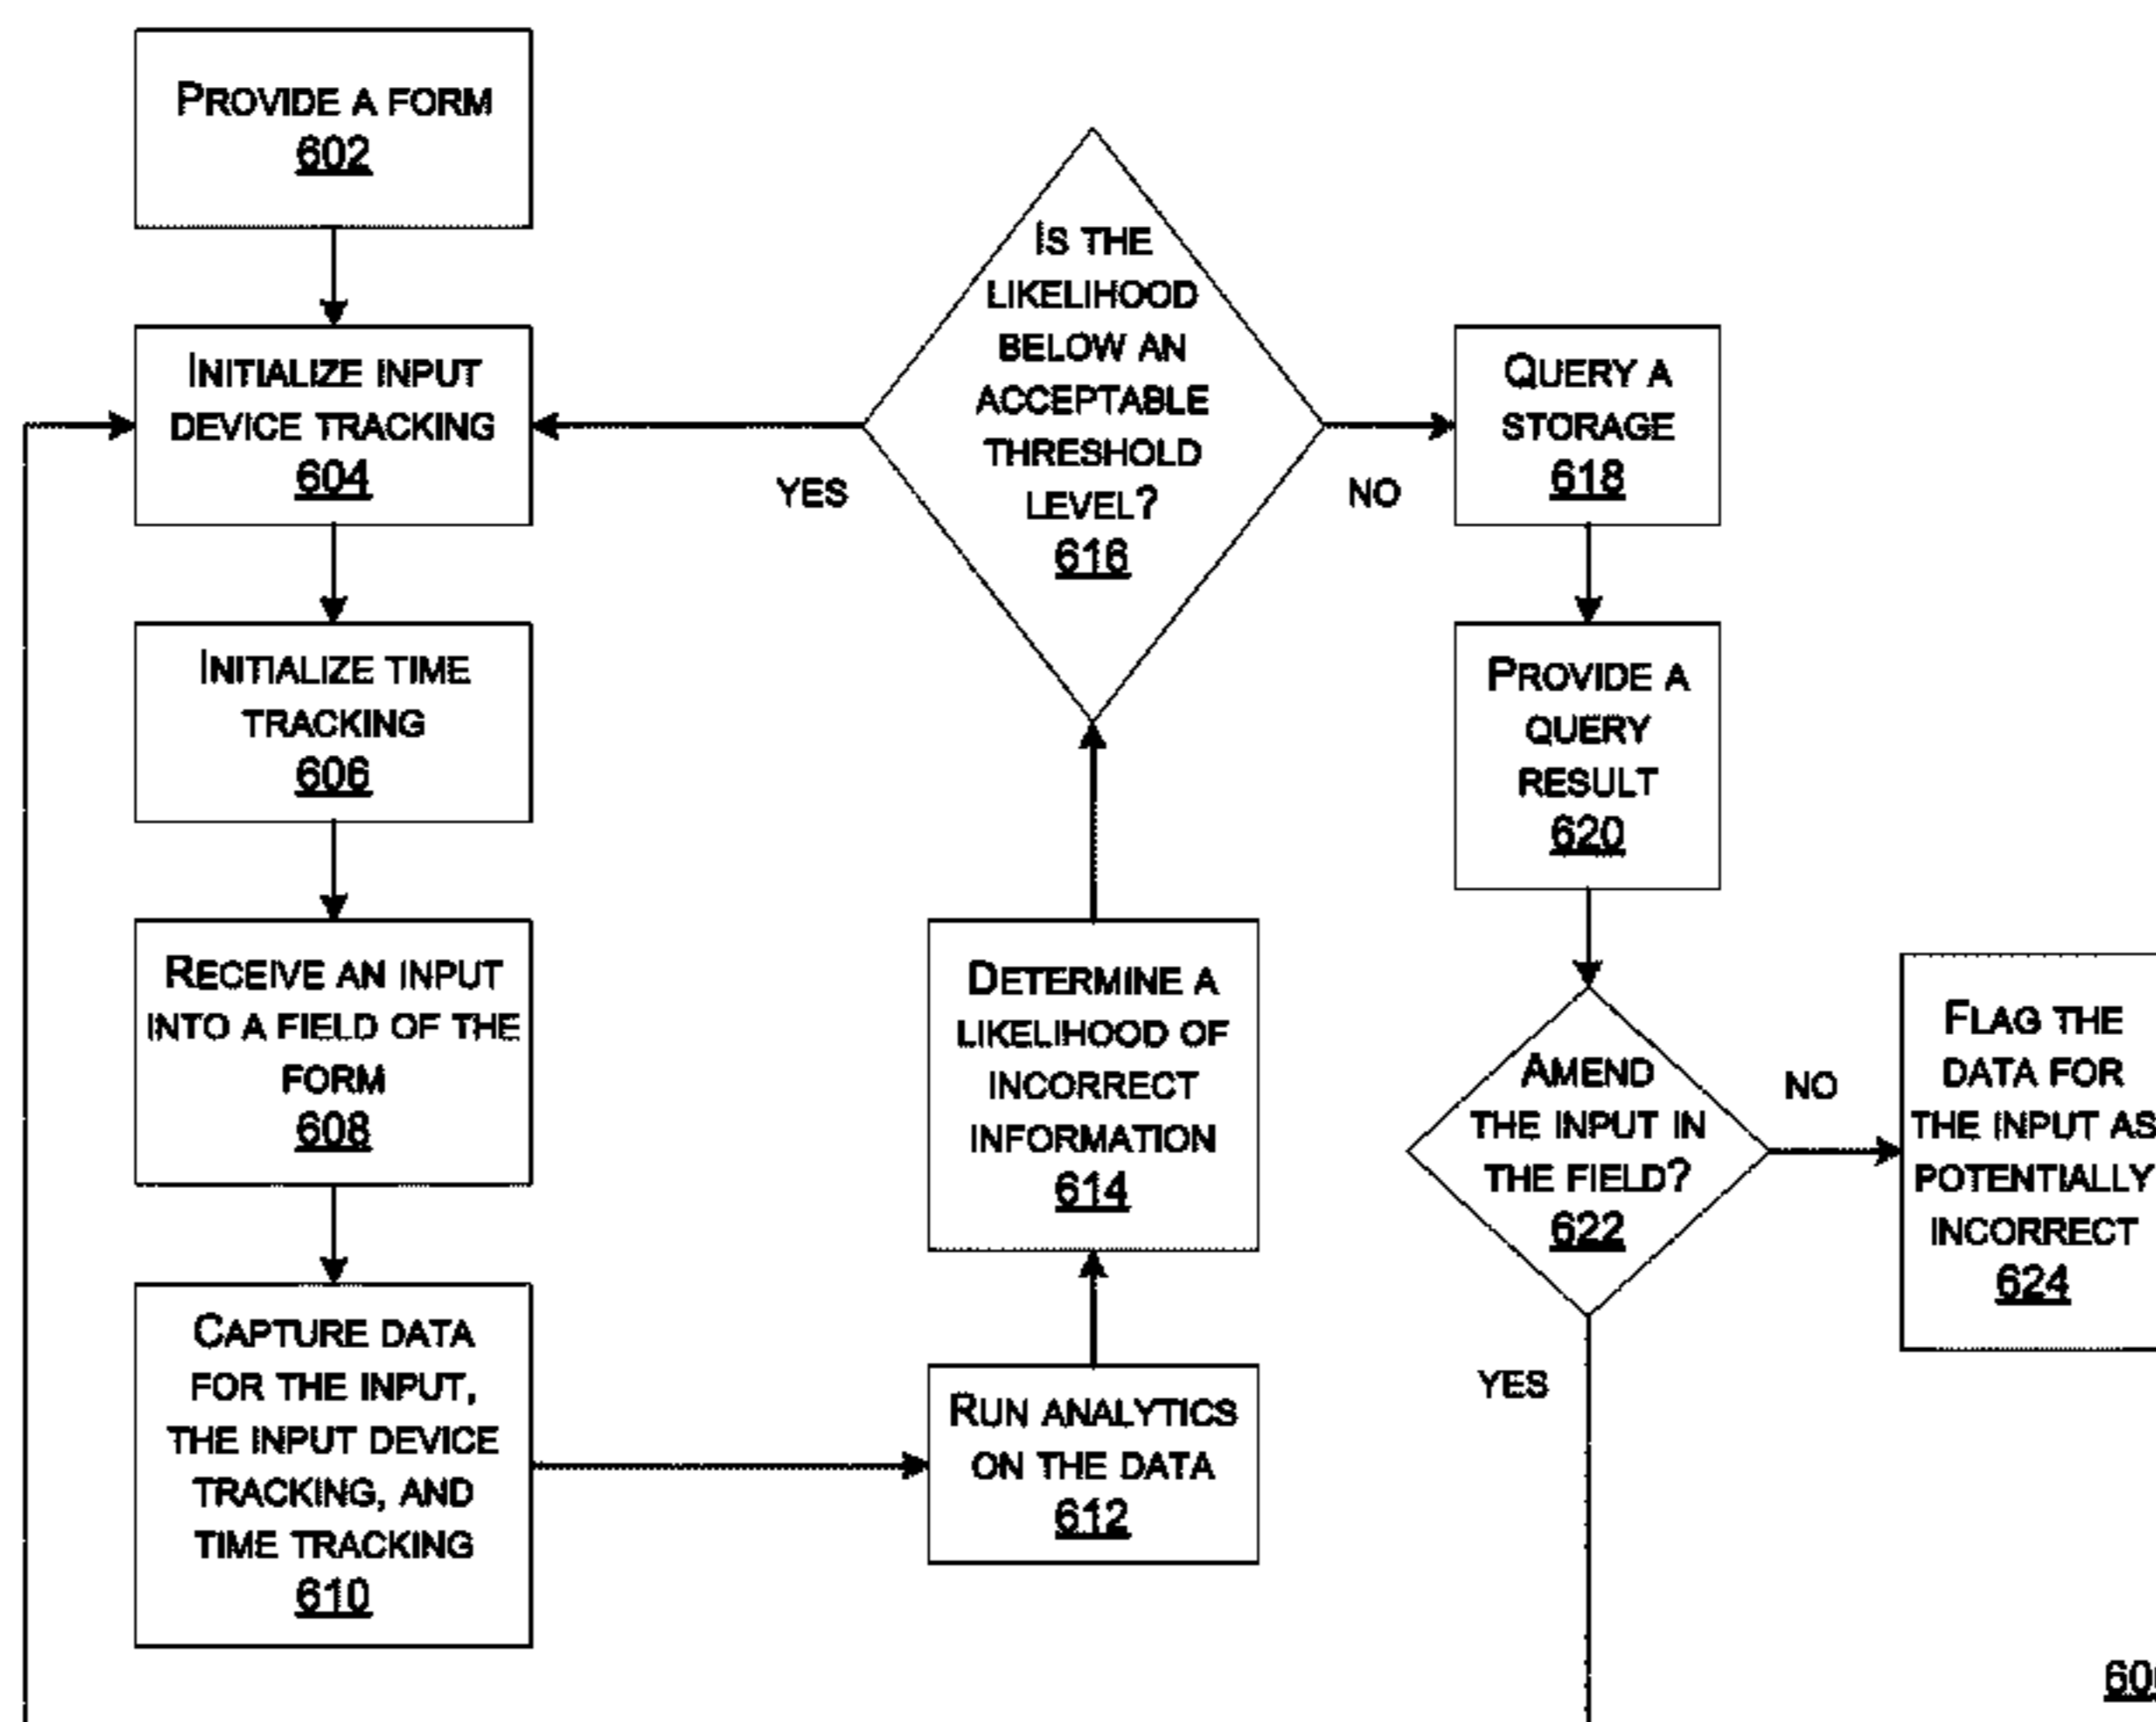 PROVIDE A FORM
602
INITIALIZE INPUT
DEVICE TRACKING
604
INITIALIZE TIME
TRACKING
606
RECEIVE AN INPUT
INTO A FIELD OF THE
FORM
608
CAPTURE DATA
FOR THE INPUT,
THE INPUT DEVICE
TRACKING, AND
TIME TRACKING
610
RUN ANALYTICS
ON THE DATA
612
DETERMINE A
LIKELIHOOD OF
INCORRECT
INFORMATION
614
IS THE
LIKELIHOOD
BELOW AN
ACCEPTABLE
THRESHOLD
LEVEL?
616
YES
NO
QUERY A
STORAGE
618
PROVIDE A
QUERY
RESULT
620
AMEND
THE INPUT IN
THE FIELD?
622
NO
YES
FLAG THE
DATA FOR
THE INPUT AS
POTENTIALLY
INCORRECT
624